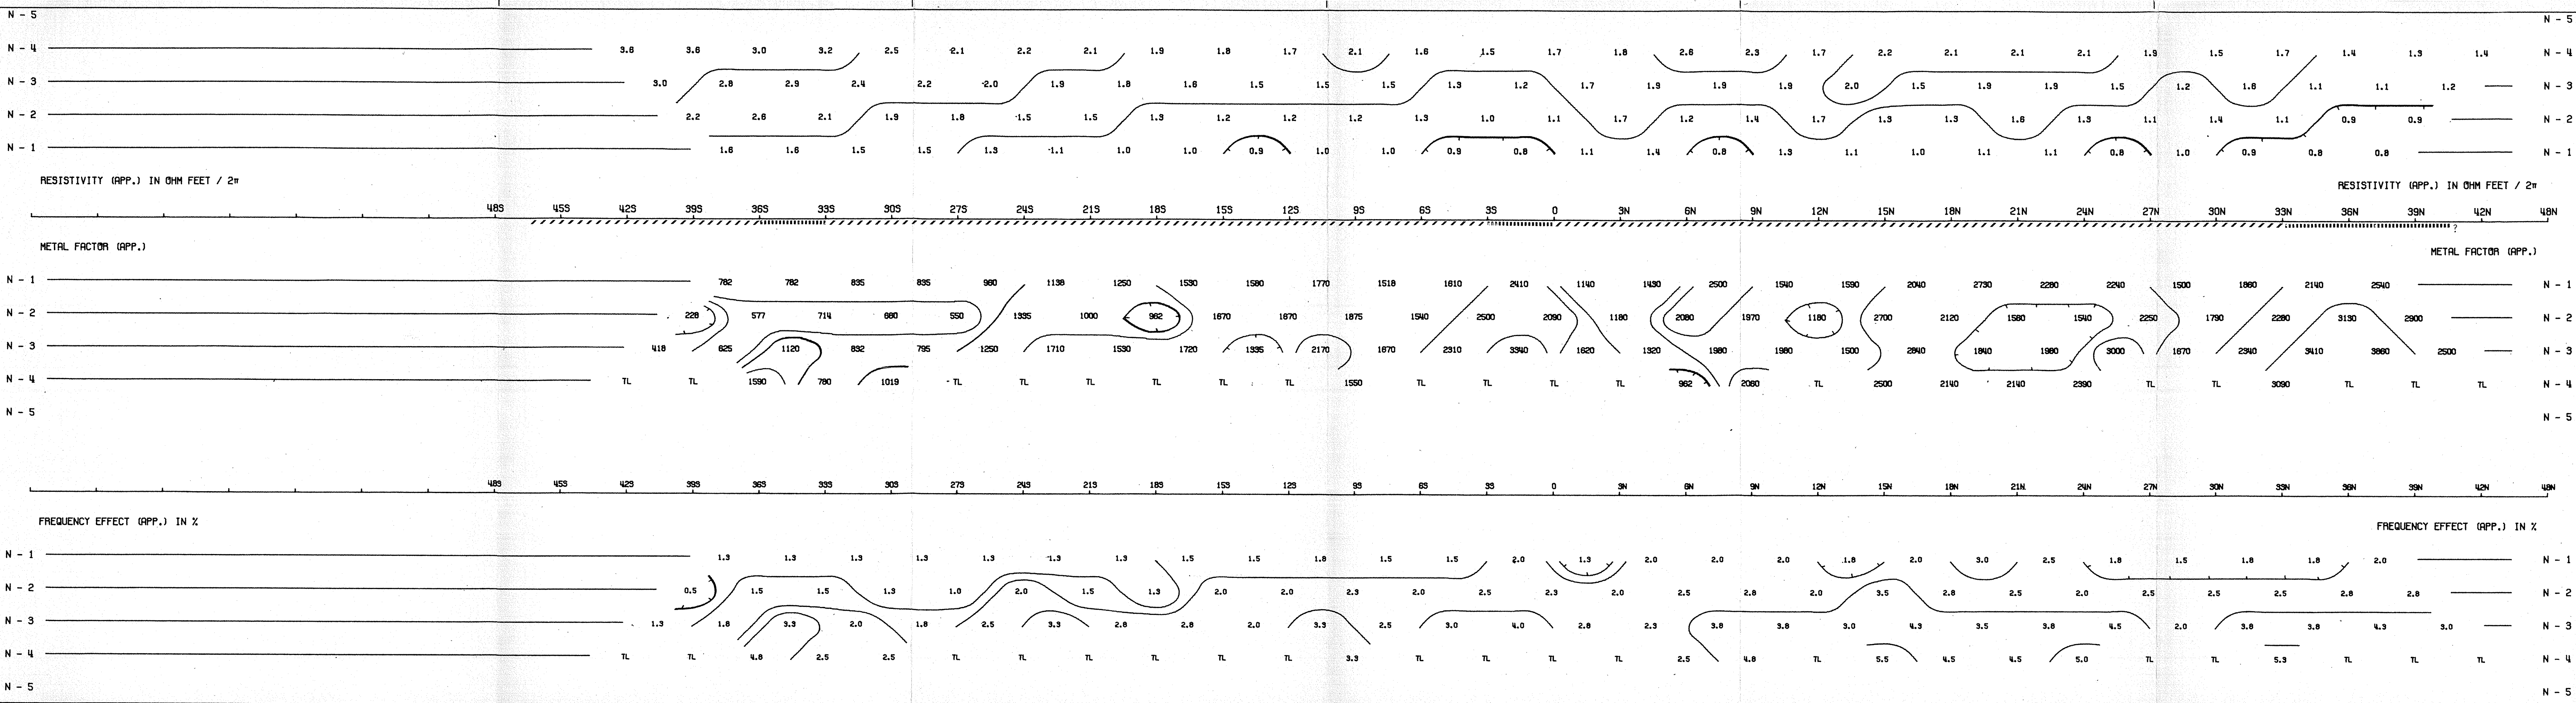 N - 5 N - 5
N - 4 3.6 3.6 3.0 3.2 2.5 2.1 2.2 2.1 1.9 1.8 1.7 2.1 1.6 1.5 1.7 1.8 2.6 2.3 1.7 2.2 2.1 2.1 2.1 1.9 1.5 1.7 1.4 1.3 1.4 N - 4
N - 3 3.0 2.8 2.9 2.4 2.2 2.0 1.9 1.8 1.6 1.5 1.5 1.5 1.3 1.2 1.7 1.9 1.9 1.9 2.0 1.5 1.9 1.9 1.5 1.2 1.8 1.1 1.1 1.2 N - 3
N - 2 2.2 2.6 2.1 1.9 1.8 1.5 1.5 1.3 1.2 1.2 1.2 1.3 1.0 1.1 1.7 1.2 1.4 1.7 1.3 1.3 1.6 1.3 1.1 1.4 1.1 0.9 0.9 N - 2
N - 1 1.6 1.6 1.5 1.5 1.3 1.1 1.0 1.0 0.9 1.0 1.0 0.9 0.8 1.1 1.4 0.8 1.3 1.1 1.0 1.1 1.1 0.8 1.0 0.9 0.8 0.8 N - 1
RESISTIVITY (APP.) IN OHM FEET / 2π RESISTIVITY (APP.) IN OHM FEET / 2π
48S 45S 42S 39S 36S 33S 30S 27S 24S 21S 18S 15S 12S 9S 6S 3S 0 3N 6N 9N 12N 15N 18N 21N 24N 27N 30N 33N 36N 39N 42N 48N
?
METAL FACTOR (APP.) METAL FACTOR (APP.)
N - 1 782 782 835 835 980 1138 1250 1530 1580 1770 1518 1610 2410 1140 1430 2500 1540 1590 2040 2730 2280 2240 1500 1860 2140 2540 N - 1
N - 2 228 577 714 680 550 1335 1000 962 1670 1670 1875 1540 2500 2090 1180 2080 1970 1180 2700 2120 1560 1540 2250 1790 2280 3130 2900 N - 2
N - 3 418 625 1120 832 795 1250 1710 1530 1720 1335 2170 1670 2310 3340 1620 1320 1980 1980 1500 2840 1840 1980 3000 1670 2340 3410 3880 2500 N - 3
N - 4 TL TL 1590 780 1019 TL TL TL TL TL TL 1550 TL TL TL TL 962 2080 TL 2500 2140 2140 2390 TL TL 3090 TL TL TL N - 4
N - 5 N - 5
48S 45S 42S 39S 36S 33S 30S 27S 24S 21S 18S 15S 12S 9S 6S 3S 0 3N 6N 9N 12N 15N 18N 21N 24N 27N 30N 33N 36N 39N 42N 48N
FREQUENCY EFFECT (APP.) IN % FREQUENCY EFFECT (APP.) IN %
N - 1 1.3 1.3 1.3 1.3 1.3 1.3 1.3 1.5 1.5 1.8 1.5 1.5 2.0 1.3 2.0 2.0 2.0 1.8 2.0 3.0 2.5 1.8 1.5 1.8 1.8 2.0 N - 1
N - 2 0.5 1.5 1.5 1.3 1.0 2.0 1.5 1.3 2.0 2.0 2.3 2.0 2.5 2.3 2.0 2.5 2.8 2.0 3.5 2.8 2.5 2.0 2.5 2.5 2.5 2.8 2.8 N - 2
N - 3 1.3 1.8 3.3 2.0 1.8 2.5 3.3 2.8 2.8 2.0 3.3 2.5 3.0 4.0 2.8 2.3 3.8 3.8 3.0 4.3 3.5 3.8 4.5 2.0 3.8 3.8 4.3 3.0 N - 3
N - 4 TL TL 4.8 2.5 2.5 TL TL TL TL TL TL 3.3 TL TL TL TL 2.5 4.8 TL 5.5 4.5 4.5 5.0 TL TL 5.3 TL TL TL N - 4
N - 5 N - 5